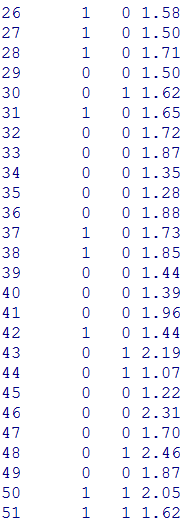 26 1 0 1.58
27 1 0 1.50
28 1 0 1.71
29 0 0 1.50
30 0 1 1.62
31 1 0 1.65
32 0 0 1.72
33 0 0 1.87
34 0 0 1.35
35 0 0 1.28
36 0 0 1.88
37 1 0 1.73
38 1 0 1.85
39 0 0 1.44
40 0 0 1.39
41 0 0 1.96
42 1 0 1.44
43 0 1 2.19
44 0 1 1.07
45 0 0 1.22
46 0 0 2.31
47 0 0 1.70
48 0 1 2.46
49 0 0 1.87
50 1 1 2.05
51 1 1 1.62